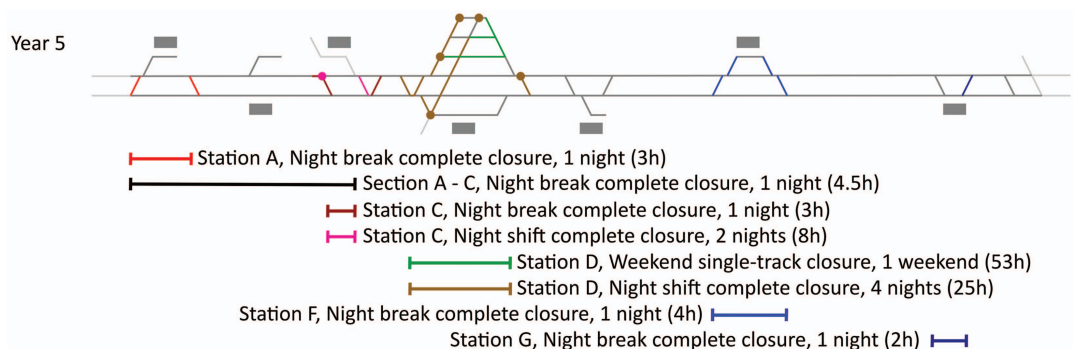 Year 5
Station A, Night break complete closure, 1 night (3h)
Section A - C, Night break complete closure, 1 night (4.5h)
Station C, Night break complete closure, 1 night (3h)
Station C, Night shift complete closure, 2 nights (8h)
Station D, Weekend single-track closure, 1 weekend (53h)
Station D, Night shift complete closure, 4 nights (25h)
Station F, Night break complete closure, 1 night (4h)
Station G, Night break complete closure, 1 night (2h)